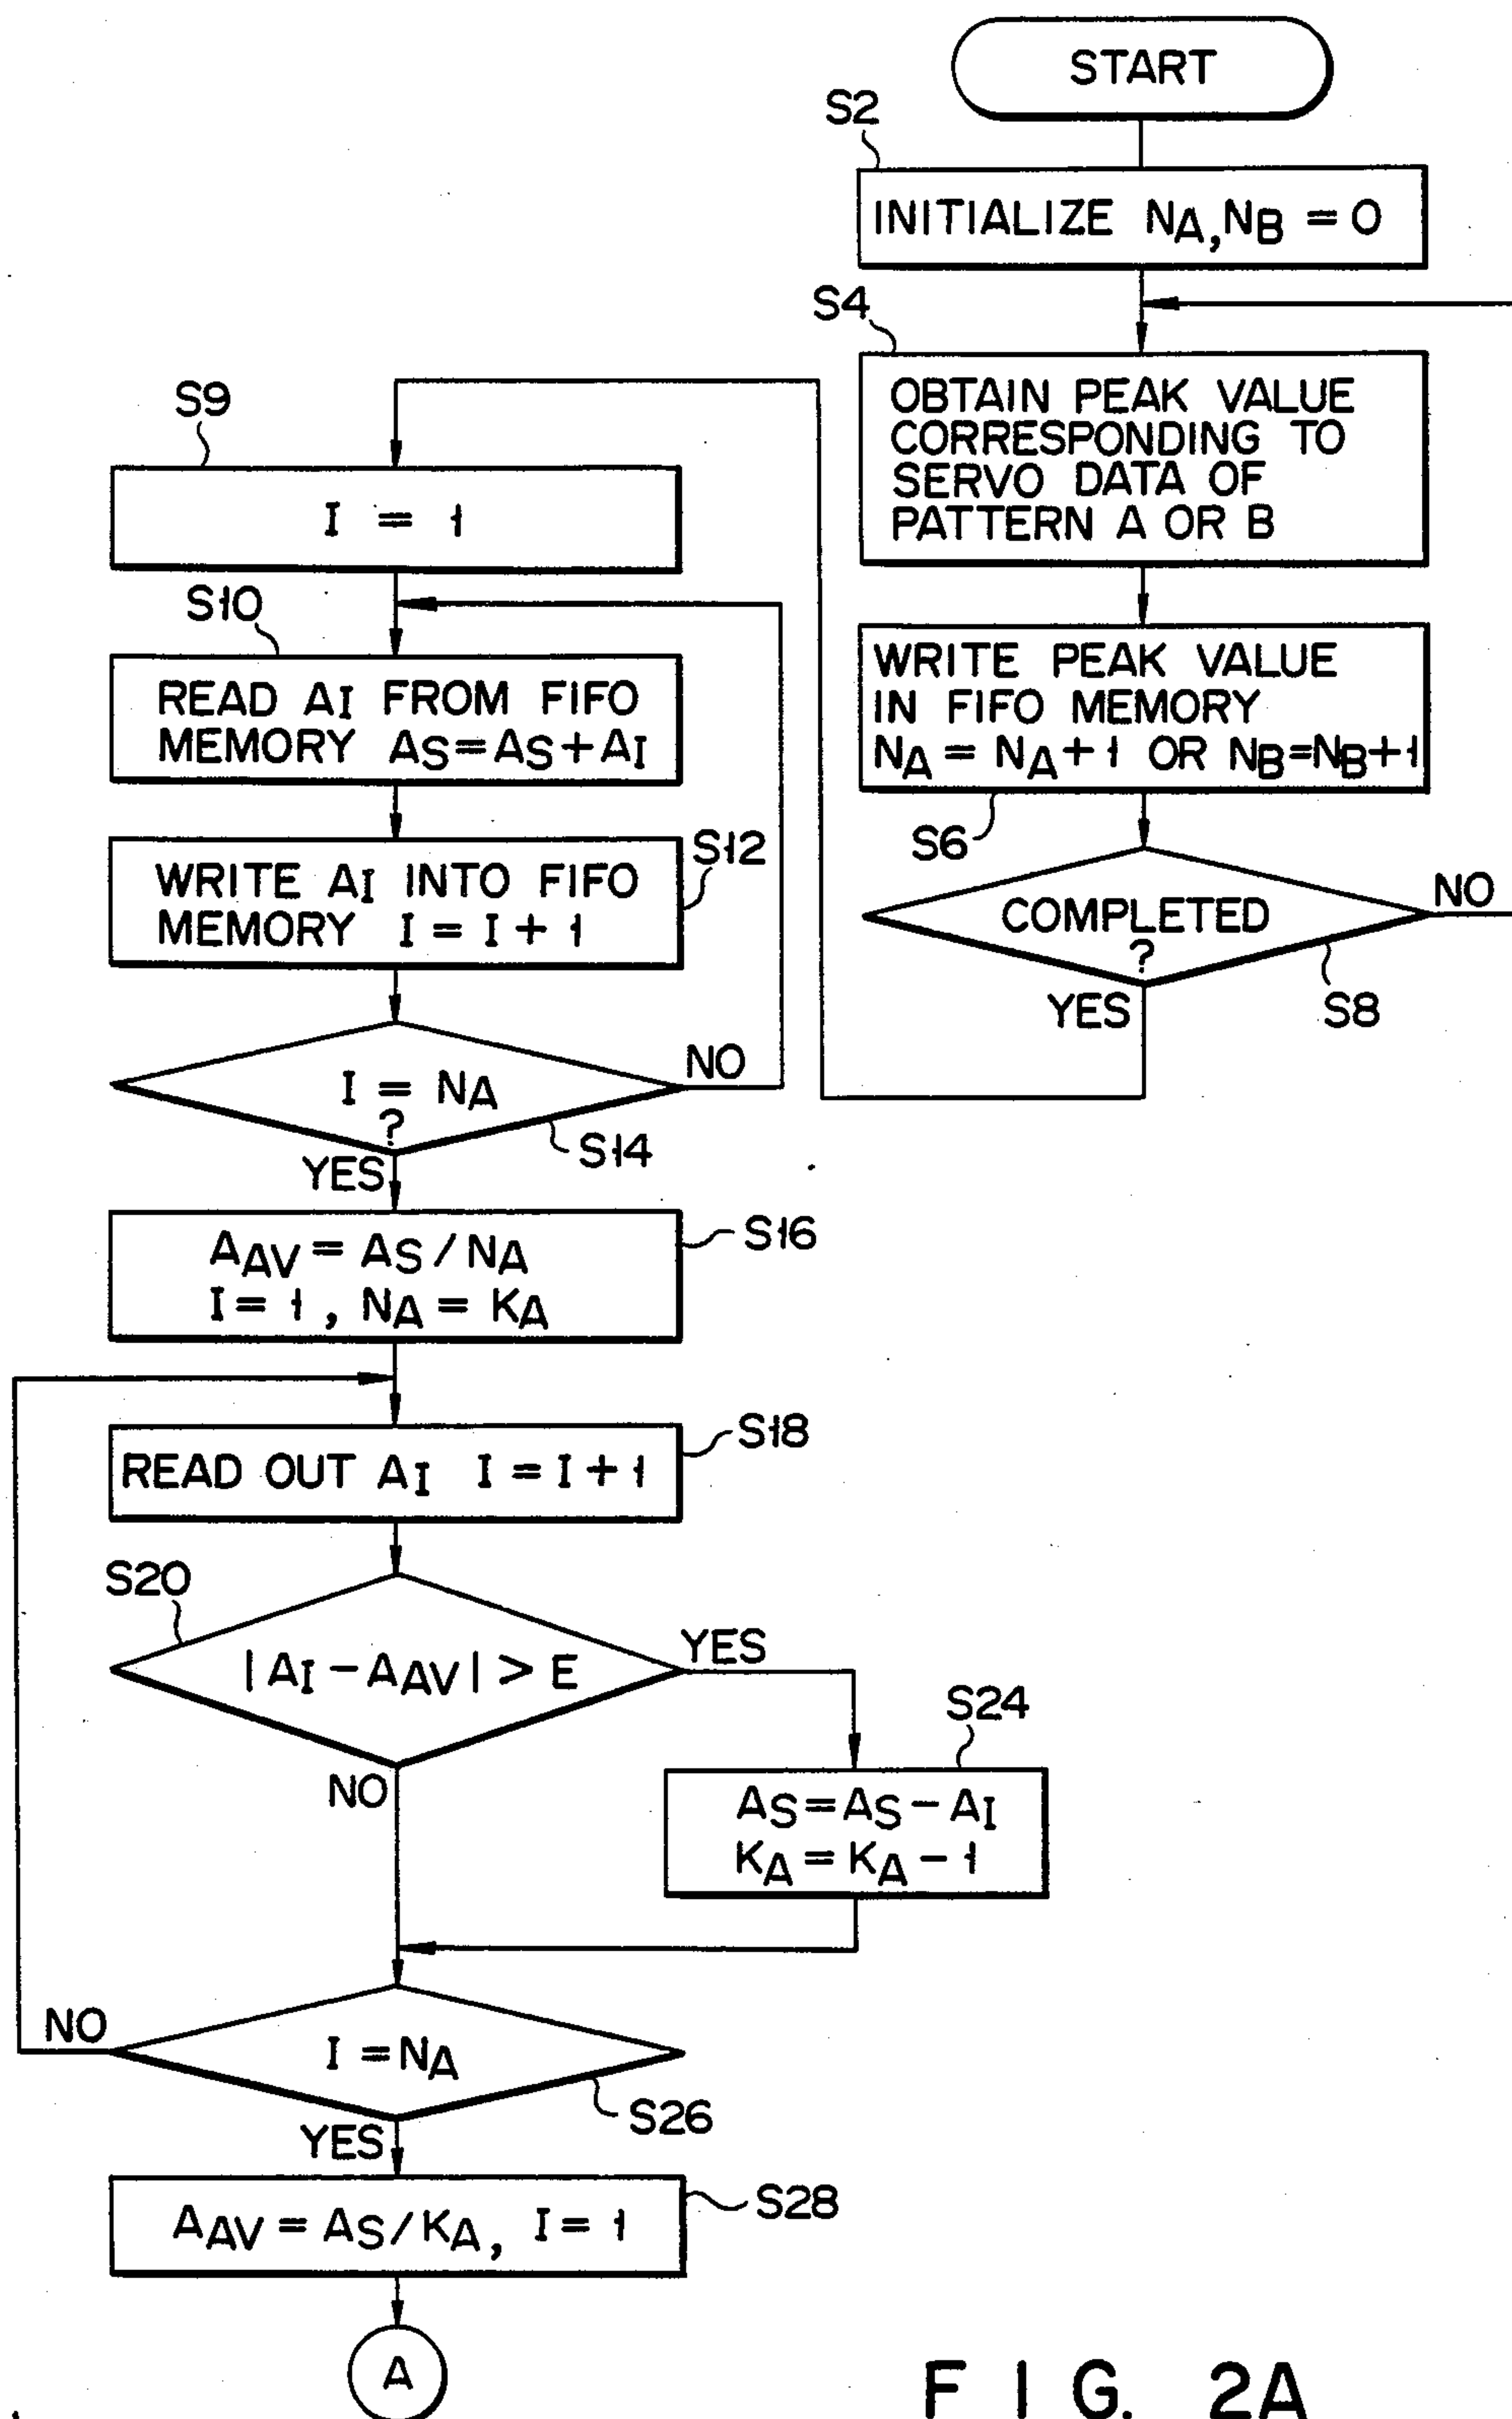 START
S2
INITIALIZE NA, NB = 0
S4
OBTAIN PEAK VALUE
CORRESPONDING TO
SERVO DATA OF
PATTERN A OR B
WRITE PEAK VALUE
IN FIFO MEMORY
NA = NA+1 OR NB=NB+1
S6
COMPLETED
?
NO
YES
S8
S9
I = 1
S10
READ AI FROM FIFO
MEMORY AS=AS+AI
S12
WRITE AI INTO FIFO
MEMORY I = I + 1
I = NA
?
NO
S14
YES
S16
AAV = AS / NA
I = 1, NA = KA
S18
READ OUT AI I = I + 1
S20
|AI - AAV| > E
YES
NO
S24
AS = AS - AI
KA = KA - 1
NO
I = NA
S26
YES
S28
AAV = AS/KA, I = 1
A
FIG. 2A